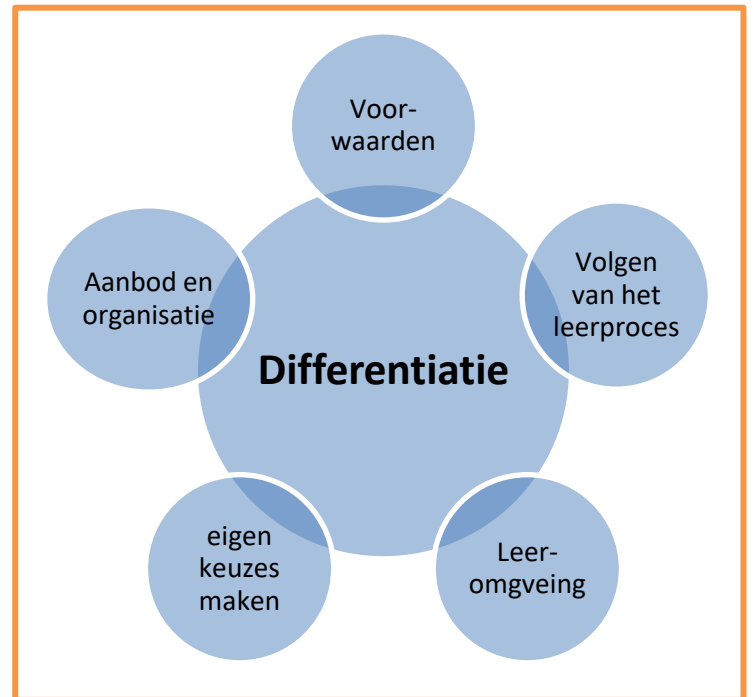 Voor-
waarden
Aanbod en
organisatie
Volgen
van het
leerproces
Differentiatie
eigen
keuzes
maken
Leer-
omgveing